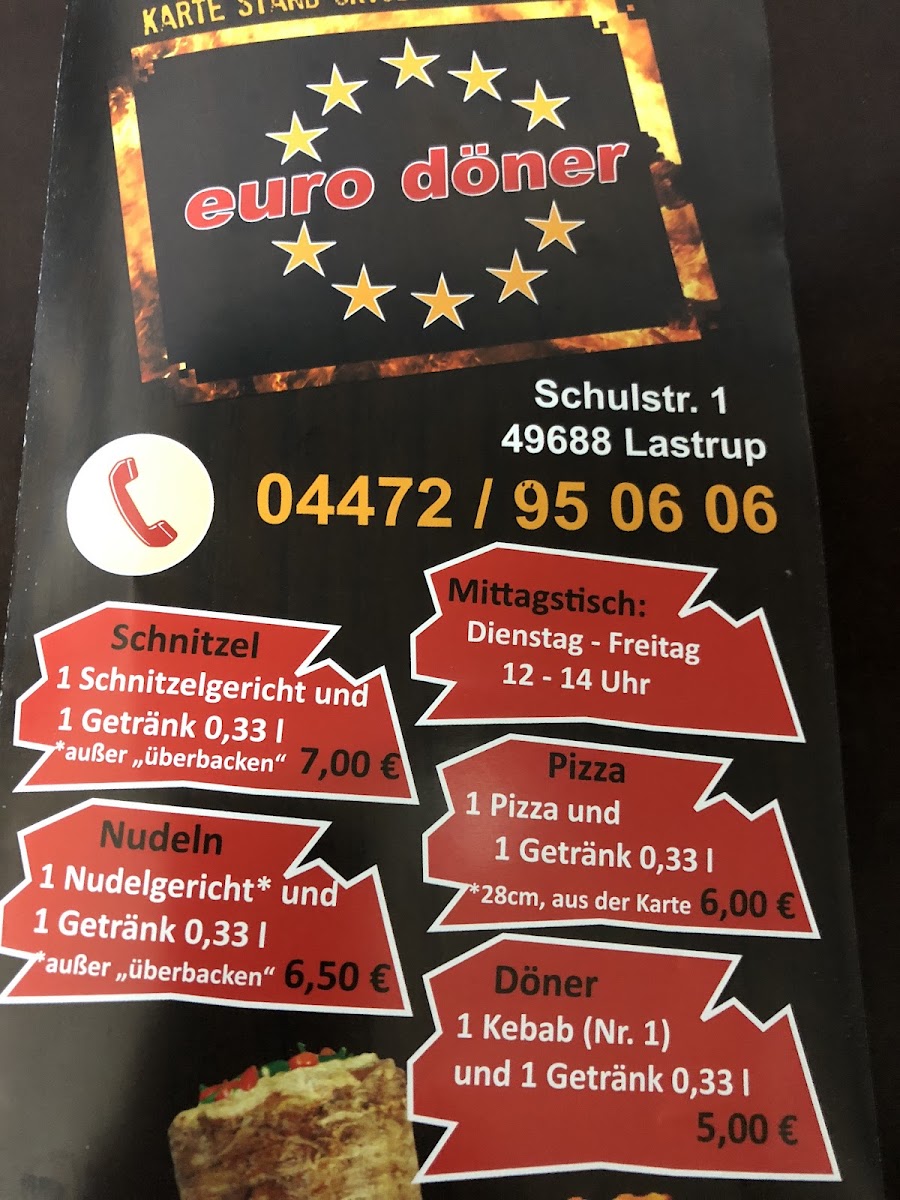 KARTE STAND
euro döner
Schulstr. 1
49688 Lastrup
04472 / 95 06 06
Mittagstisch:
Dienstag - Freitag
12 - 14 Uhr
Schnitzel
1 Schnitzelgericht und
1 Getränk 0,33 l
*außer „überbacken“ 7,00 €
Pizza
1 Pizza und
1 Getränk 0,33 l
*28cm, aus der Karte 6,00 €
Nudeln
1 Nudelgericht* und
1 Getränk 0,33 l
*außer „überbacken“ 6,50 €
Döner
1 Kebab (Nr. 1)
und 1 Getränk 0,33 l
5,00 €